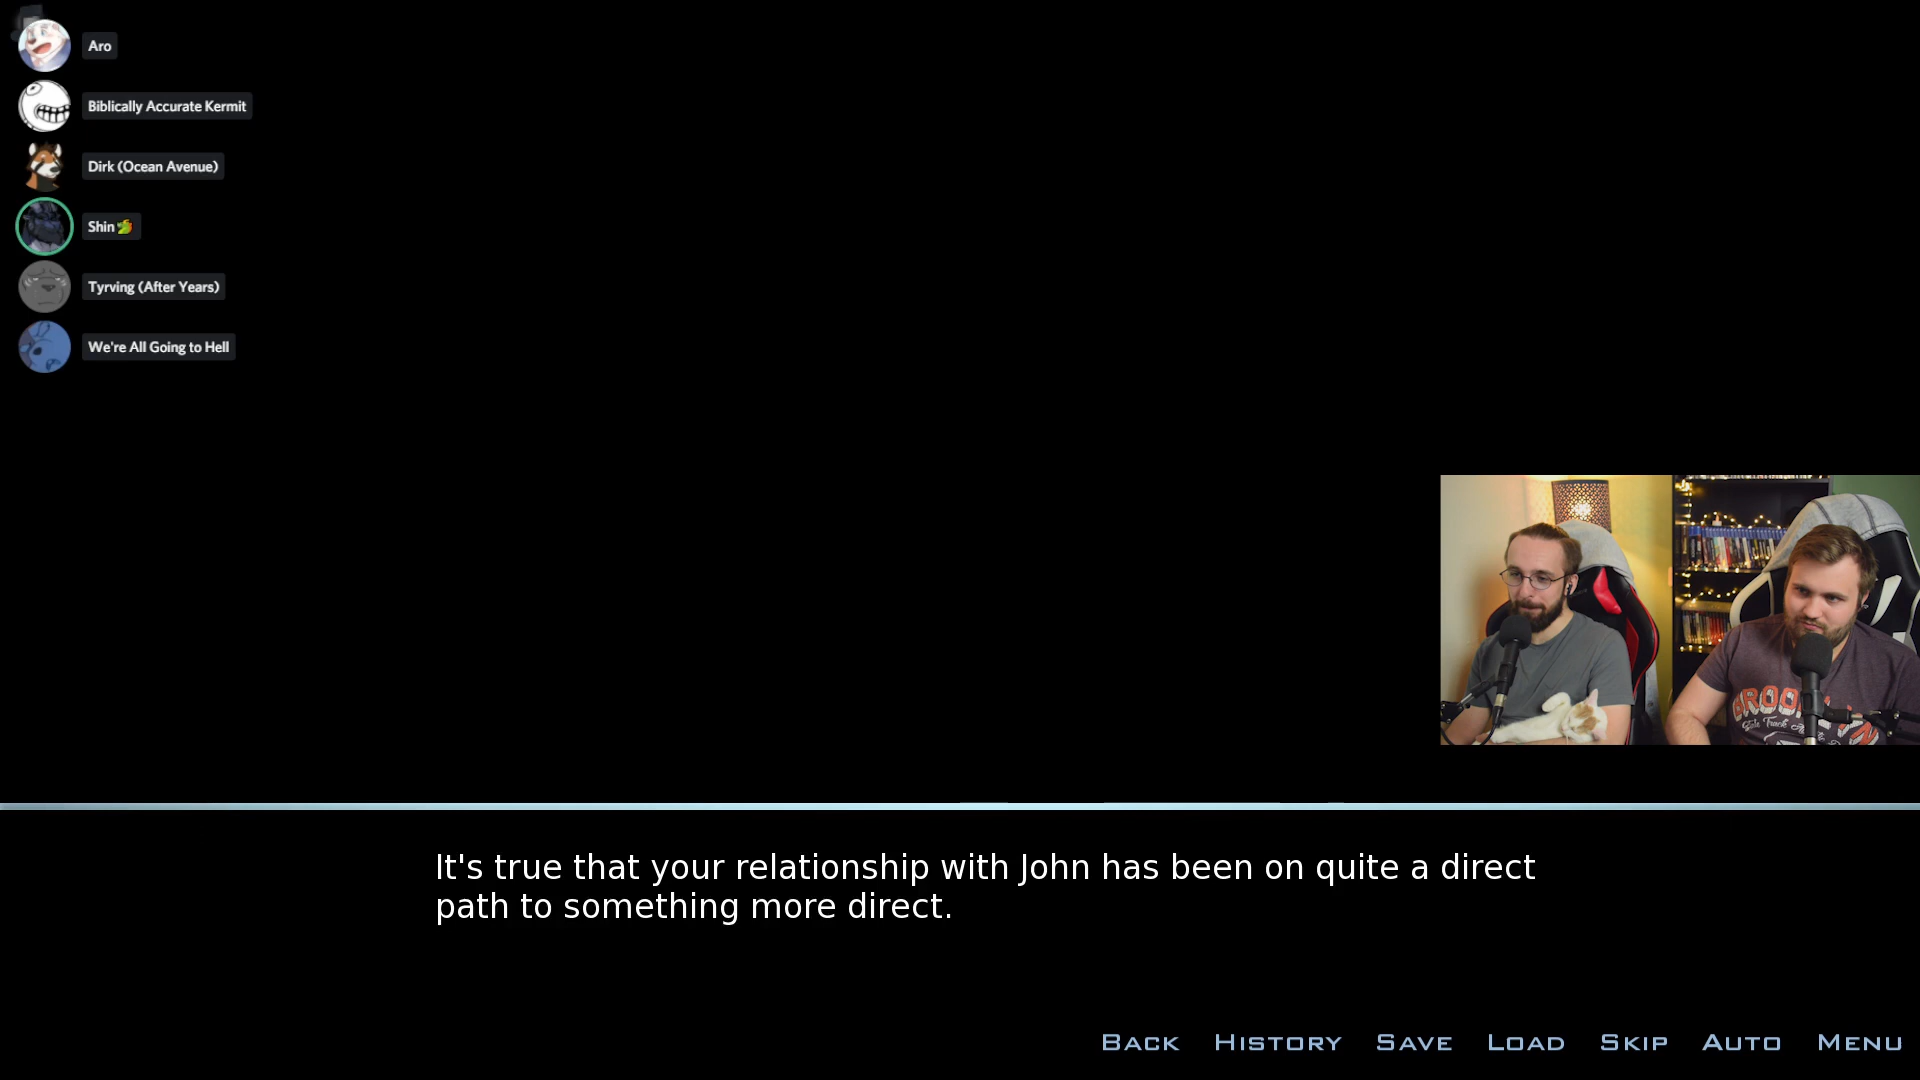 Aro
Biblically Accurate Kermit
Dirk (Ocean Avenue)
Shin
Tyrving (After Years)
We're All Going to Hell
BROOKLYN
It's true that your relationship with John has been on quite a direct
path to something more direct.
BACK HISTORY SAVE LOAD SKIP AUTO MENU